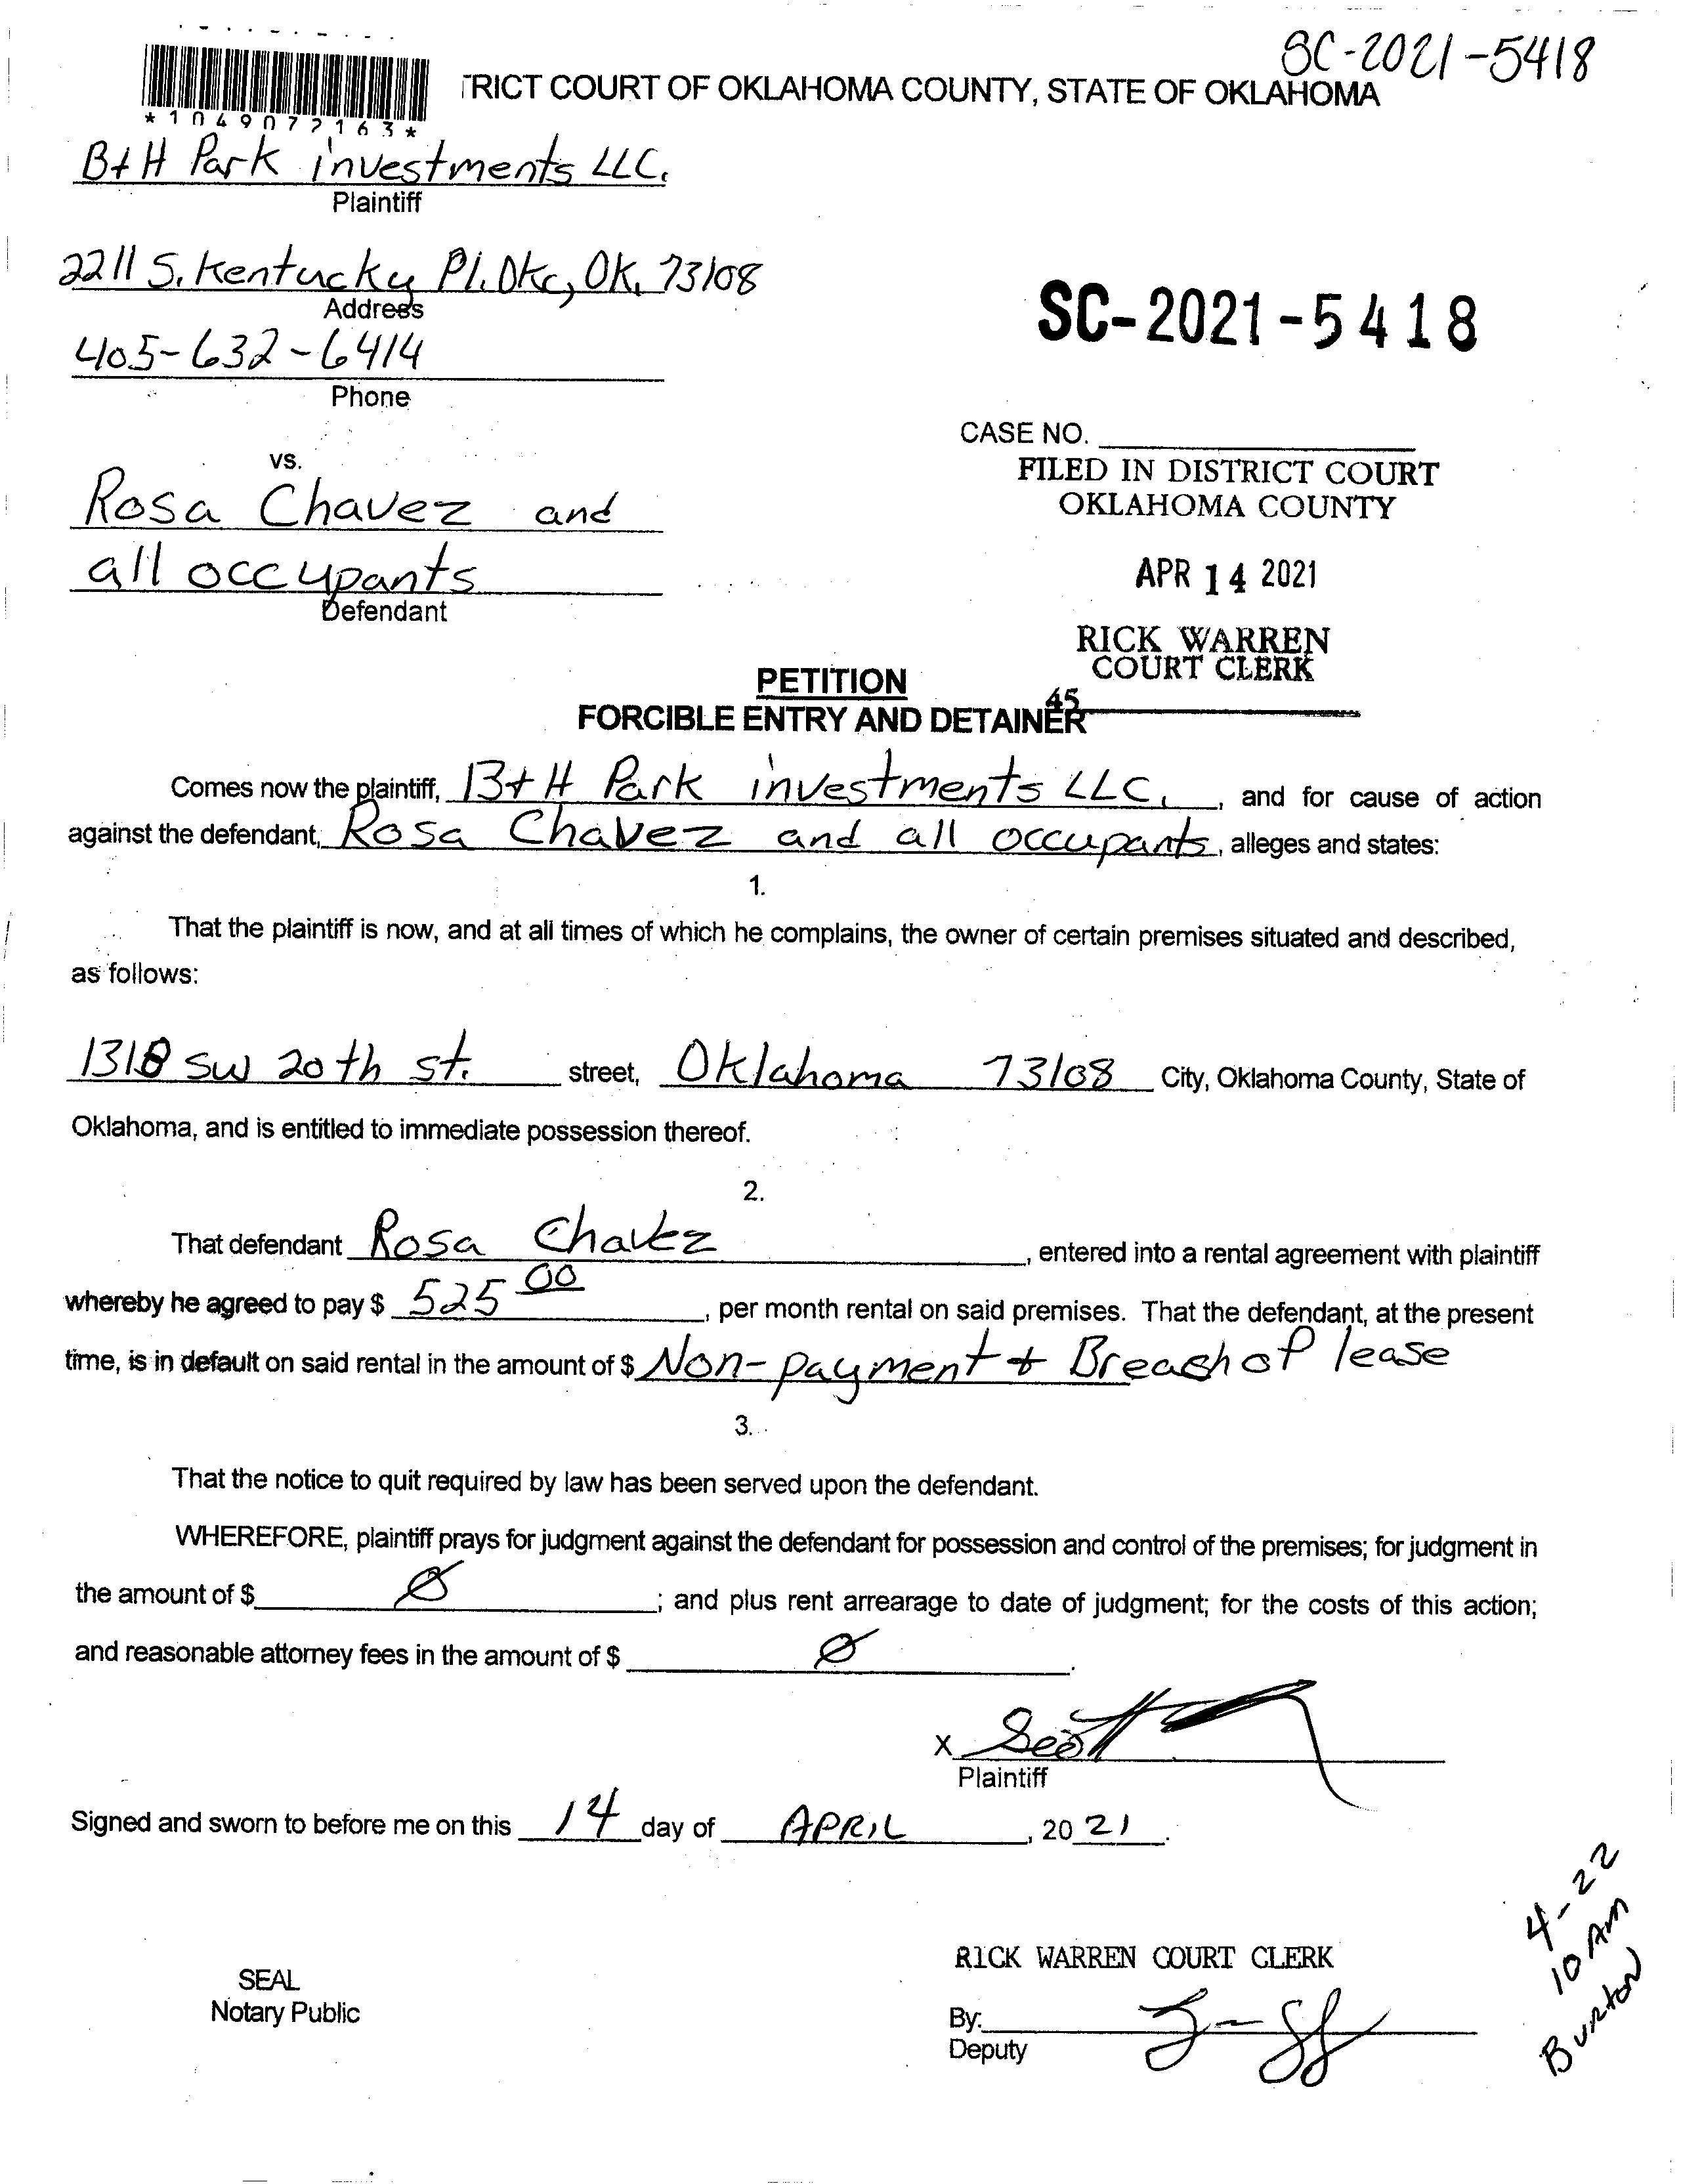 SC-2021-5418
TRICT COURT OF OKLAHOMA COUNTY, STATE OF OKLAHOMA
*1049072163*
B+H Park investments LLC.
Plaintiff
2211 S. Kentucky Pl. Okc, OK. 73108
Address
405-632-6414
Phone
SC-2021-5418
CASE NO.
vs.
FILED IN DISTRICT COURT
OKLAHOMA COUNTY
Rosa Chavez and
all occupants
Defendant
APR 14 2021
RICK WARREN
COURT CLERK
45
PETITION
FORCIBLE ENTRY AND DETAINER
Comes now the plaintiff, B+H Park investments LLC., and for cause of action
against the defendant, Rosa Chavez and all occupants, alleges and states:
1.
That the plaintiff is now, and at all times of which he complains, the owner of certain premises situated and described,
as follows:
1318 SW 20th st. street, Oklahoma 73108 City, Oklahoma County, State of
Oklahoma, and is entitled to immediate possession thereof.
2.
That defendant Rosa Chavez, entered into a rental agreement with plaintiff
whereby he agreed to pay $ 525 00, per month rental on said premises. That the defendant, at the present
time, is in default on said rental in the amount of $ Non-payment + Breach of lease
3.
That the notice to quit required by law has been served upon the defendant.
WHEREFORE, plaintiff prays for judgment against the defendant for possession and control of the premises; for judgment in
the amount of $ Ø; and plus rent arrearage to date of judgment; for the costs of this action;
and reasonable attorney fees in the amount of $ Ø.
X Scott
Plaintiff
Signed and sworn to before me on this 14 day of APRIL, 20 21.
4-22
10 AM
Burton
RICK WARREN COURT CLERK
SEAL
Notary Public
By:
Deputy